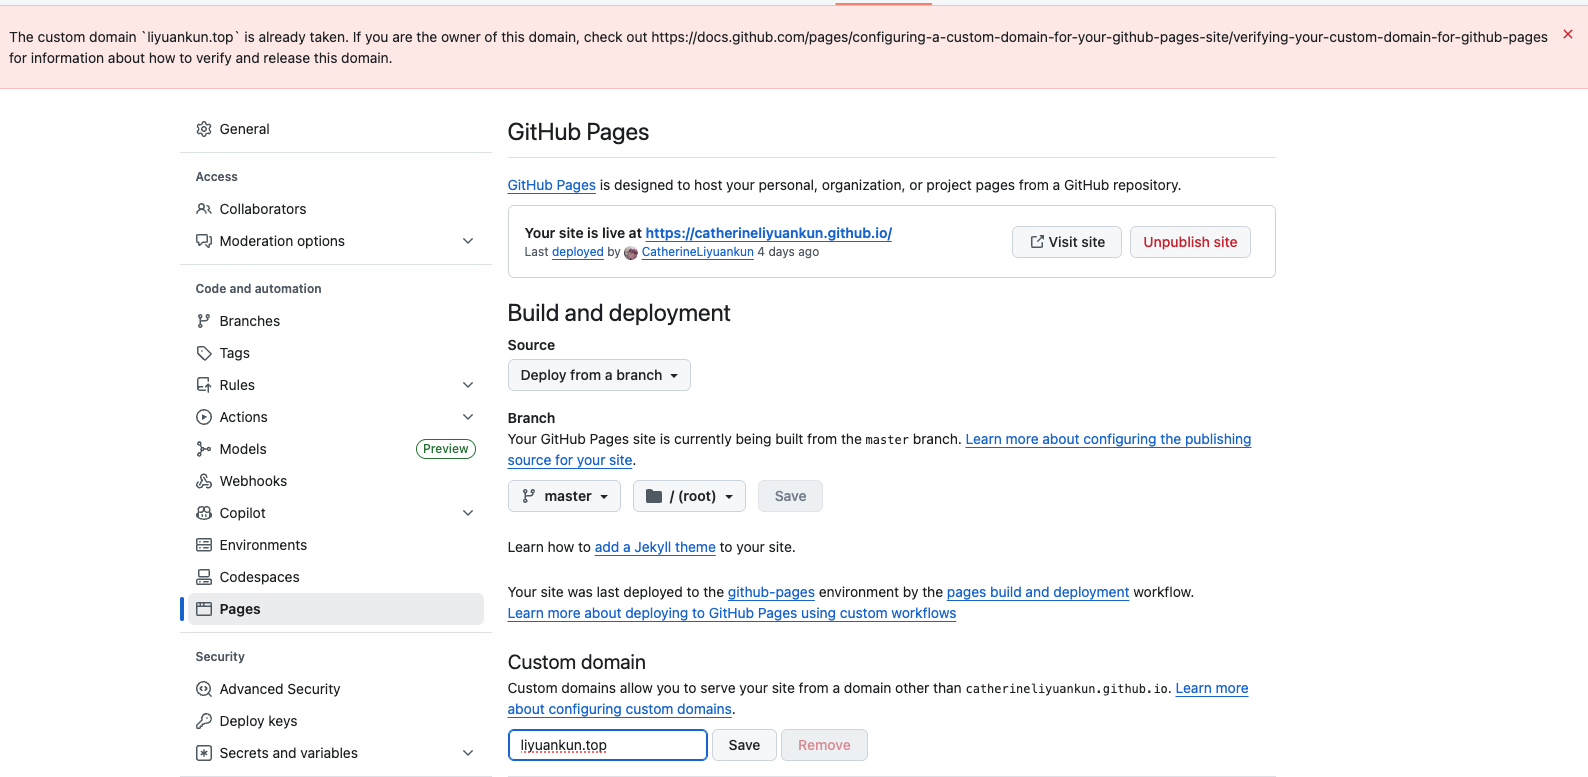 The custom domain `liyuankun.top` is already taken. If you are the owner of this domain, check out https://docs.github.com/pages/configuring-a-custom-domain-for-your-github-pages-site/verifying-your-custom-domain-for-github-pages
for information about how to verify and release this domain.
General
Access
Collaborators
Moderation options
Code and automation
Branches
Tags
Rules
Actions
Models Preview
Webhooks
Copilot
Environments
Codespaces
Pages
Security
Advanced Security
Deploy keys
Secrets and variables
GitHub Pages
GitHub Pages is designed to host your personal, organization, or project pages from a GitHub repository.
Your site is live at https://catherineliyuankun.github.io/
Last deployed by CatherineLiyuankun 4 days ago
Visit site
Unpublish site
Build and deployment
Source
Deploy from a branch
Branch
Your GitHub Pages site is currently being built from the master branch. Learn more about configuring the publishing
source for your site.
master / (root) Save
Learn how to add a Jekyll theme to your site.
Your site was last deployed to the github-pages environment by the pages build and deployment workflow.
Learn more about deploying to GitHub Pages using custom workflows
Custom domain
Custom domains allow you to serve your site from a domain other than catherineliyuankun.github.io. Learn more
about configuring custom domains.
liyuankun.top Save Remove